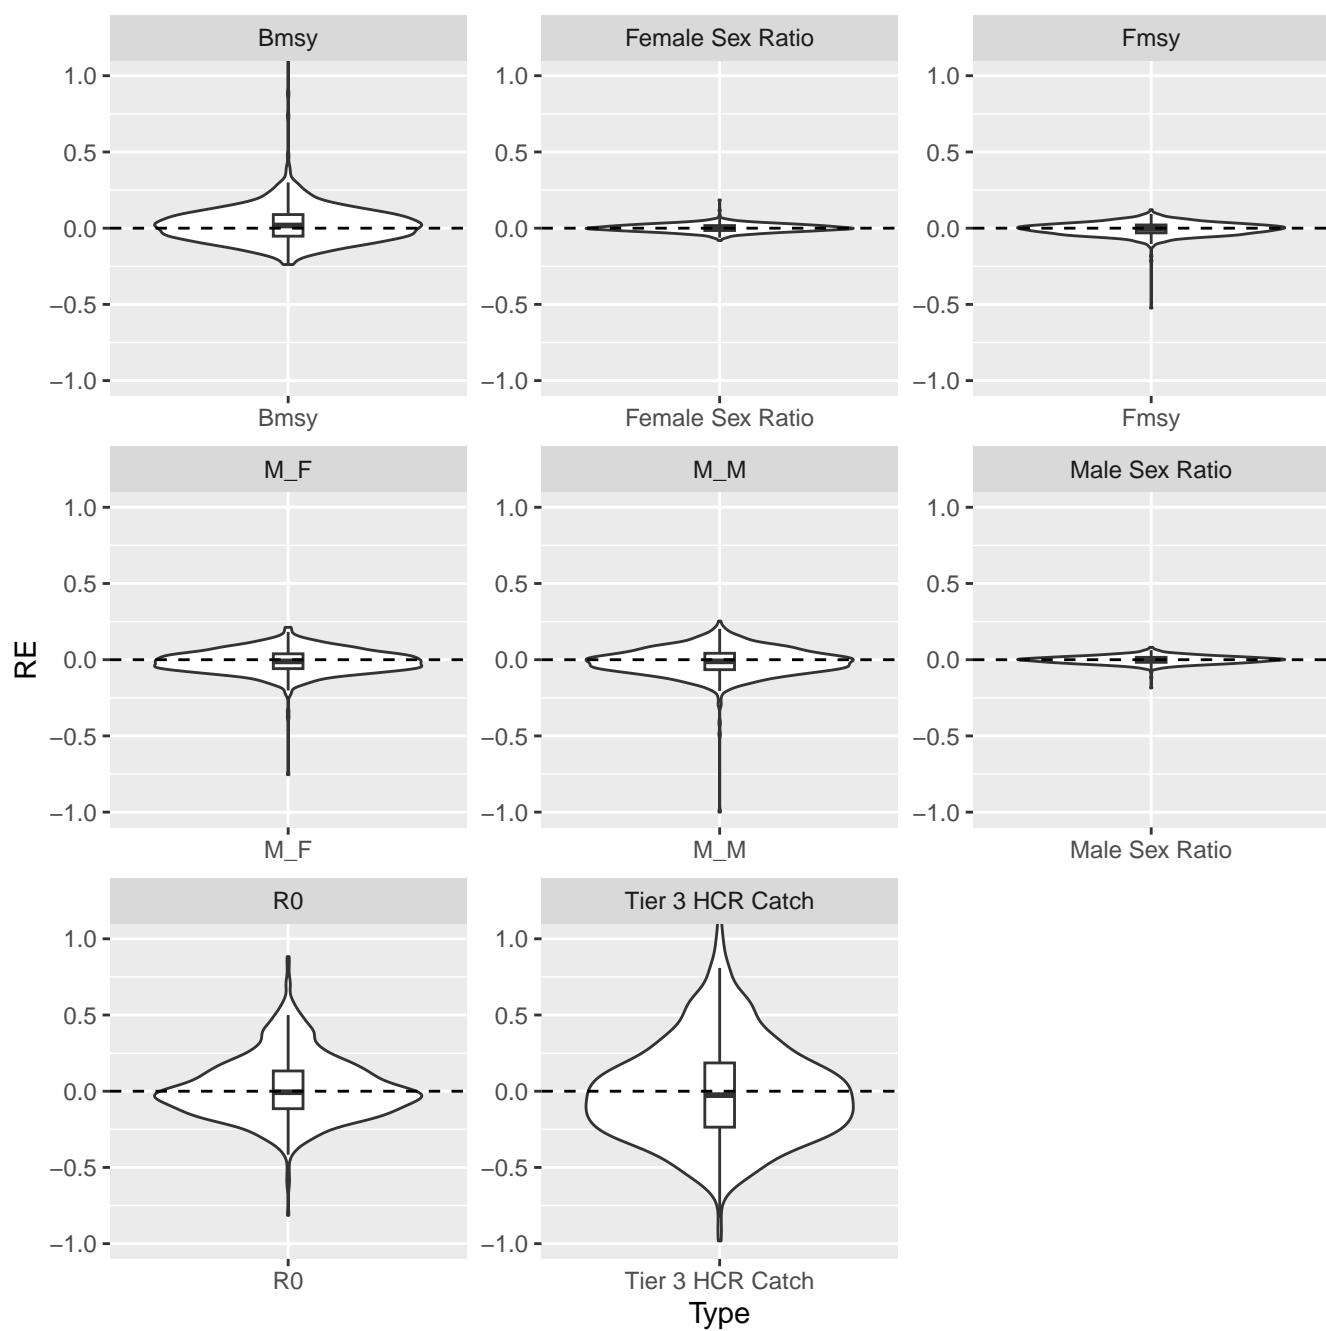 Bmsy Female Sex Ratio Fmsy
1.0 1.0 1.0
0.5 0.5 0.5
0.0 0.0 0.0
−0.5 −0.5 −0.5
−1.0 −1.0 −1.0
Bmsy Female Sex Ratio Fmsy
M_F M_M Male Sex Ratio
1.0 1.0 1.0
0.5 0.5 0.5
RE
0.0 0.0 0.0
−0.5 −0.5 −0.5
−1.0 −1.0 −1.0
M_F M_M Male Sex Ratio
R0 Tier 3 HCR Catch
1.0 1.0
0.5 0.5
0.0 0.0
−0.5 −0.5
−1.0 −1.0
R0 Tier 3 HCR Catch
Type